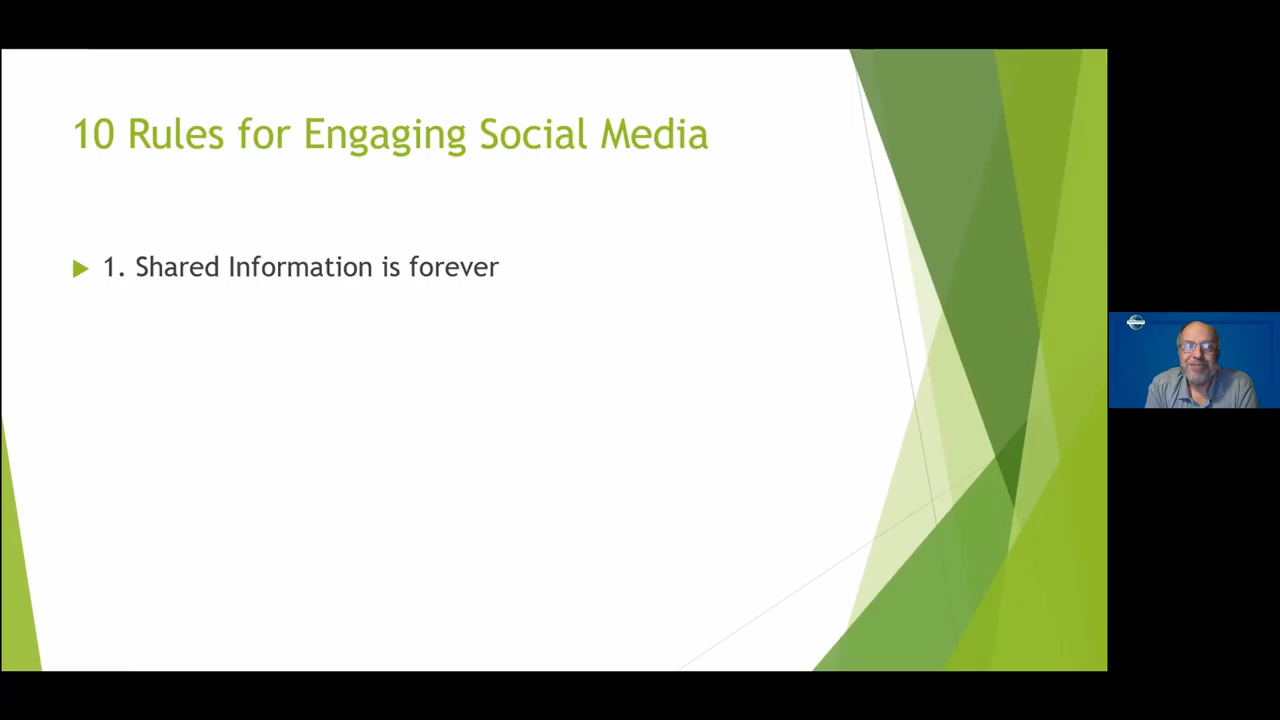 10 Rules for Engaging Social Media
1. Shared Information is forever